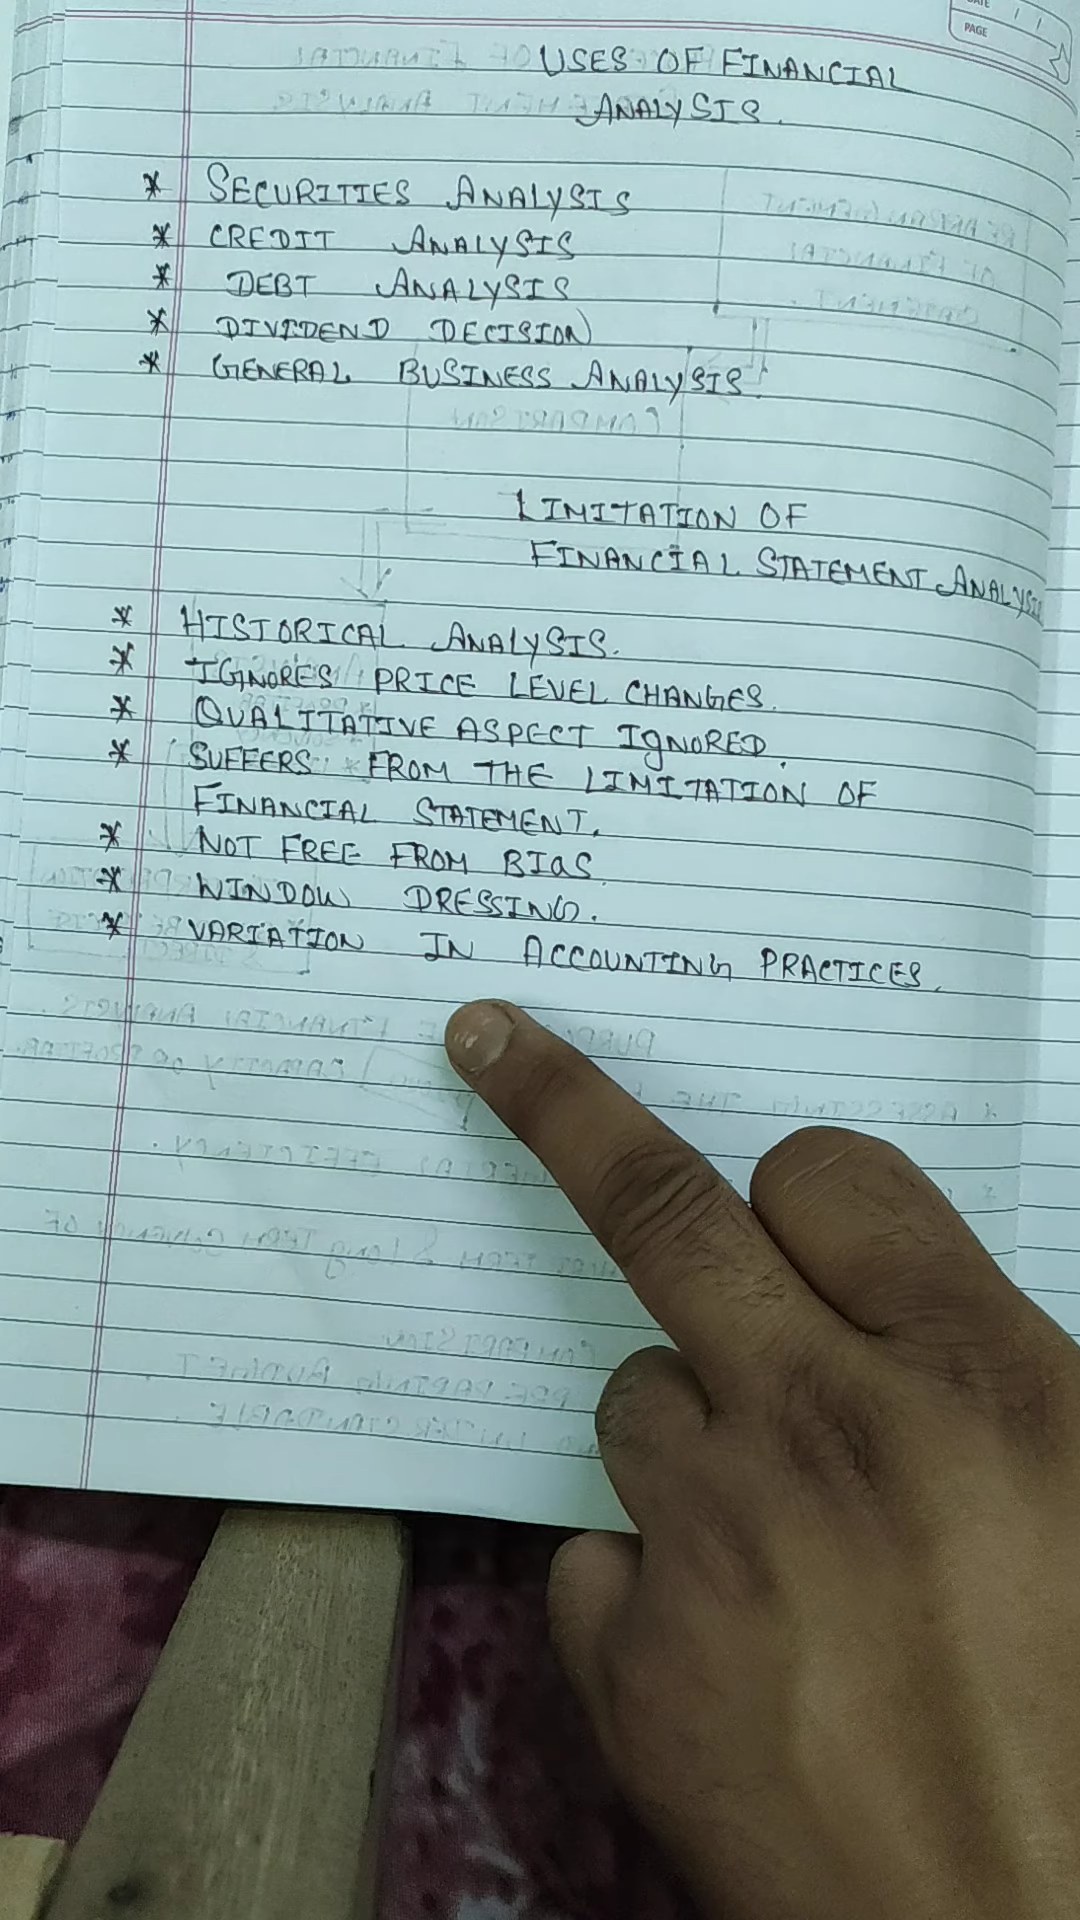 PAGE
USES OF FINANCIAL
ANALYSIS.
* SECURITIES ANALYSIS
* CREDIT ANALYSIS
* DEBT ANALYSIS
* DIVIDEND DECISION
* GENERAL BUSINESS ANALYSIS.
LIMITATION OF
FINANCIAL STATEMENT ANALYSIS
* HISTORICAL ANALYSIS.
* IGNORES PRICE LEVEL CHANGES.
* QUALITATIVE ASPECT IGNORED.
* SUFFERS FROM THE LIMITATION OF
FINANCIAL STATEMENT.
* NOT FREE FROM BIAS.
* WINDOW DRESSING.
* VARIATION IN ACCOUNTING PRACTICES.